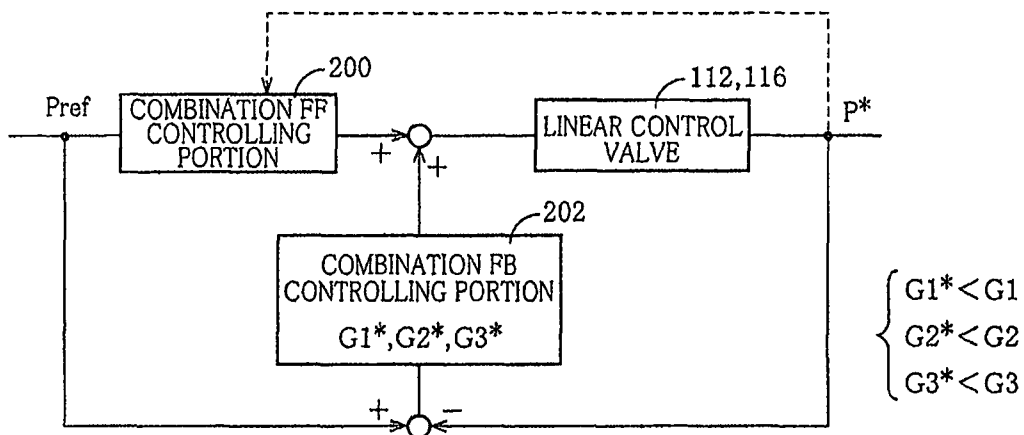 200
112,116
Pref
COMBINATION FF
CONTROLLING
PORTION
LINEAR CONTROL
VALVE
P*
+
+
202
COMBINATION FB
CONTROLLING PORTION
G1*,G2*,G3*
G1*<G1
G2*<G2
G3*<G3
+
−